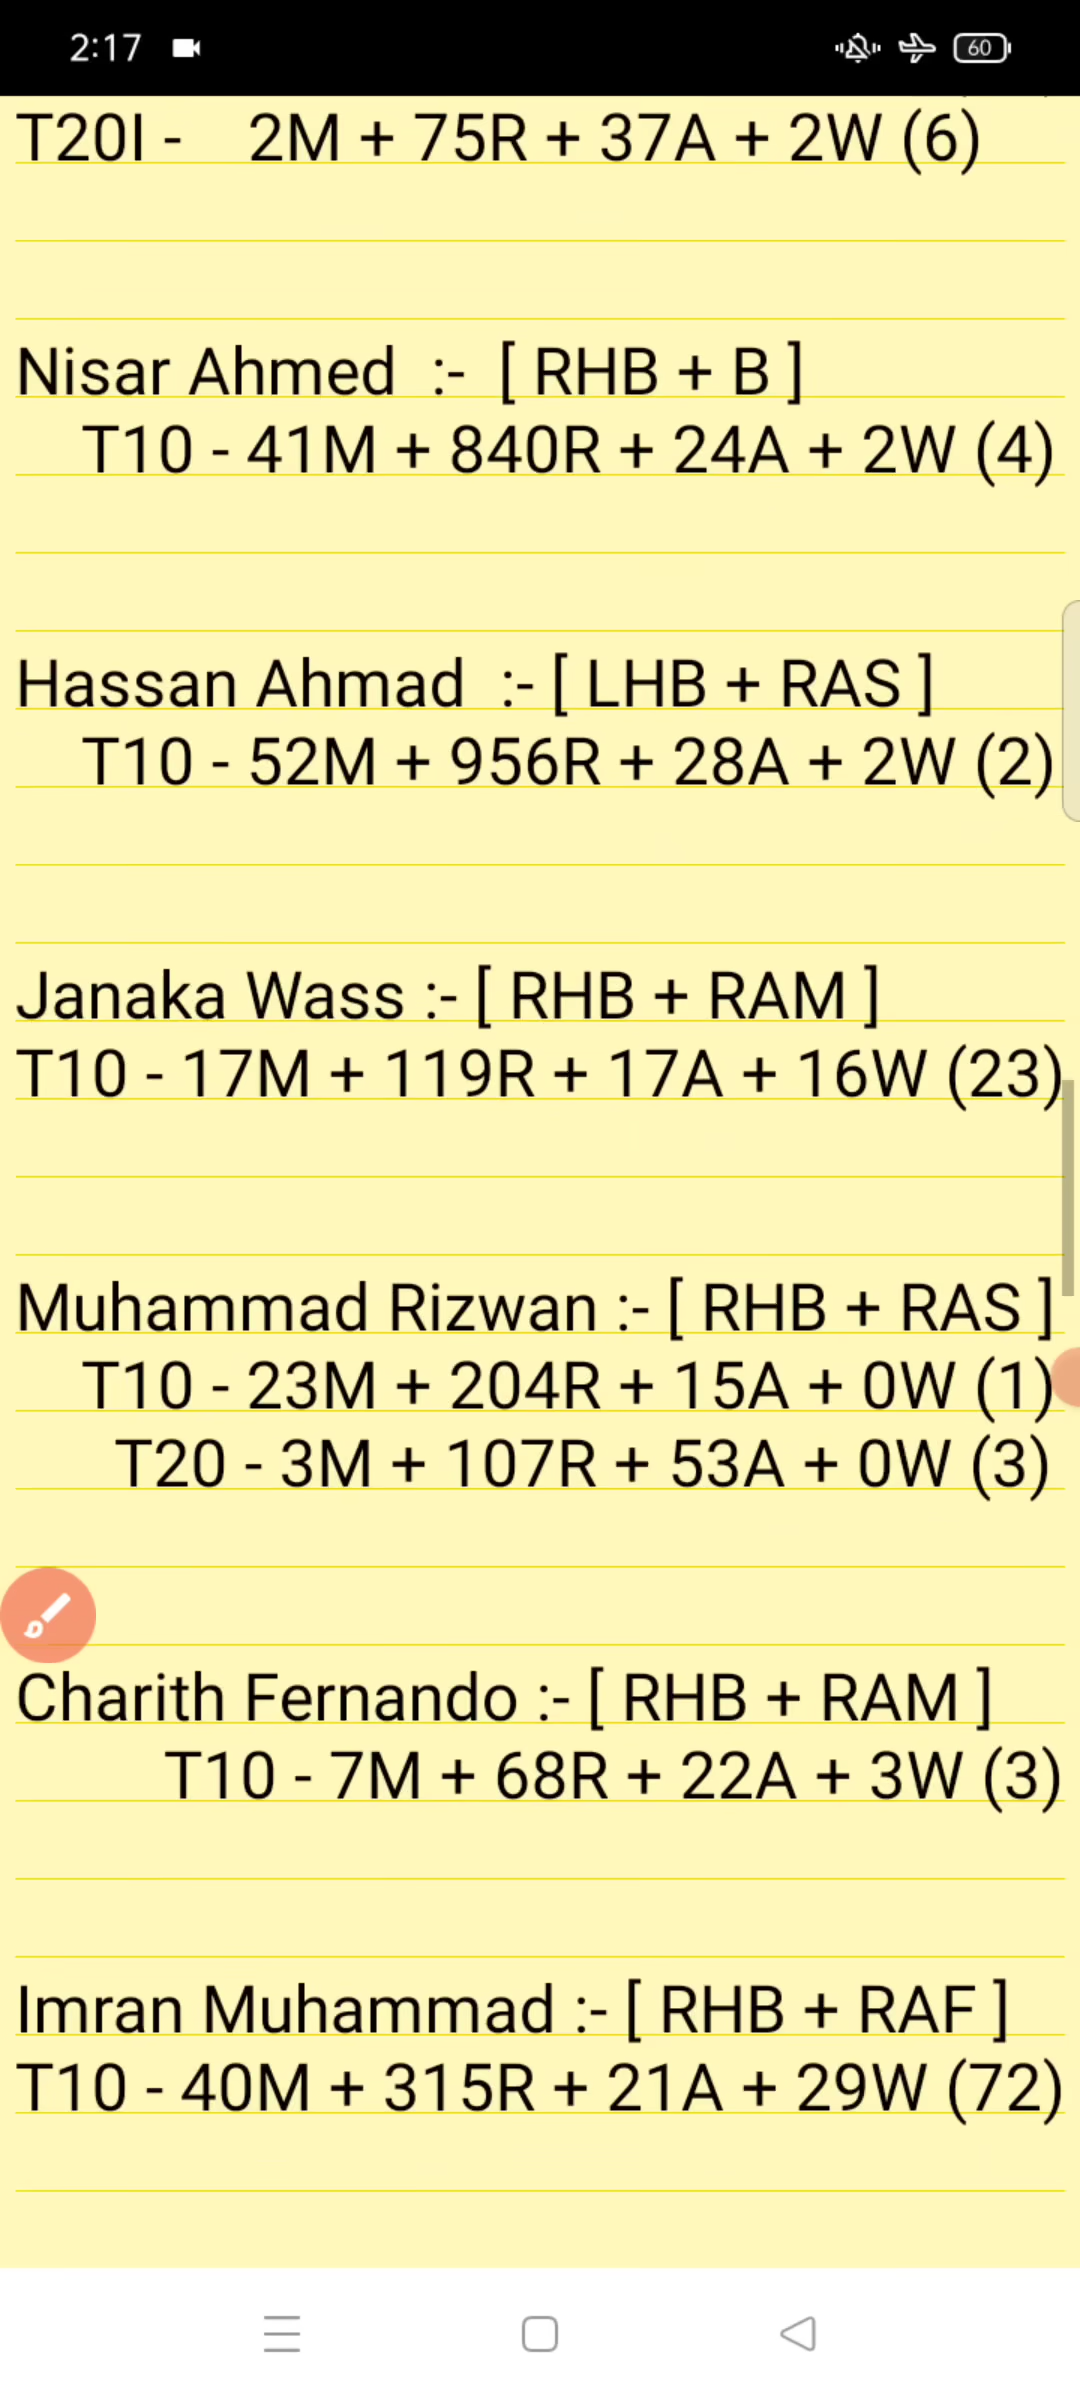 2:17
60
T20I - 2M + 75R + 37A + 2W (6)
Nisar Ahmed :- [ RHB + B ]
T10 - 41M + 840R + 24A + 2W (4)
Hassan Ahmad :- [ LHB + RAS ]
T10 - 52M + 956R + 28A + 2W (2)
Janaka Wass :- [ RHB + RAM ]
T10 - 17M + 119R + 17A + 16W (23)
Muhammad Rizwan :- [ RHB + RAS ]
T10 - 23M + 204R + 15A + 0W (1)
T20 - 3M + 107R + 53A + 0W (3)
Charith Fernando :- [ RHB + RAM ]
T10 - 7M + 68R + 22A + 3W (3)
Imran Muhammad :- [ RHB + RAF ]
T10 - 40M + 315R + 21A + 29W (72)